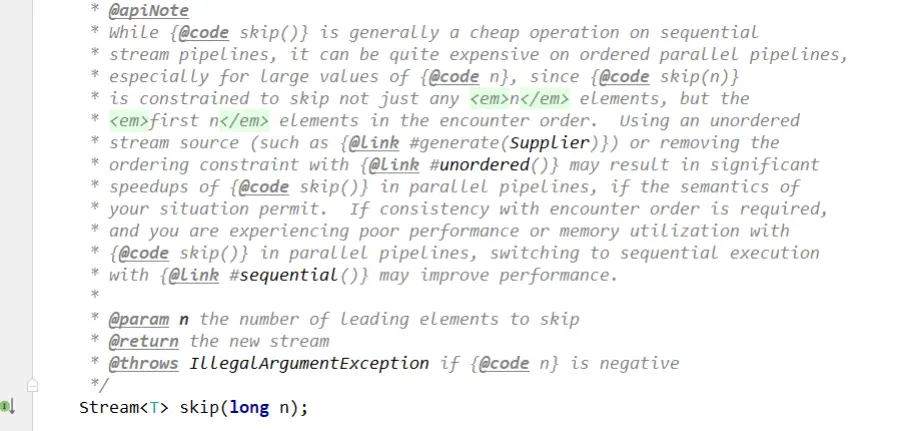 * @apiNote
* While {@code skip()} is generally a cheap operation on sequential
* stream pipelines, it can be quite expensive on ordered parallel pipelines,
* especially for large values of {@code n}, since {@code skip(n)}
* is constrained to skip not just any <em>n</em> elements, but the
* <em>first n</em> elements in the encounter order.  Using an unordered
* stream source (such as {@link #generate(Supplier)}) or removing the
* ordering constraint with {@link #unordered()} may result in significant
* speedups of {@code skip()} in parallel pipelines, if the semantics of
* your situation permit.  If consistency with encounter order is required,
* and you are experiencing poor performance or memory utilization with
* {@code skip()} in parallel pipelines, switching to sequential execution
* with {@link #sequential()} may improve performance.
*
* @param n the number of leading elements to skip
* @return the new stream
* @throws IllegalArgumentException if {@code n} is negative
*/
Stream<T> skip(long n);